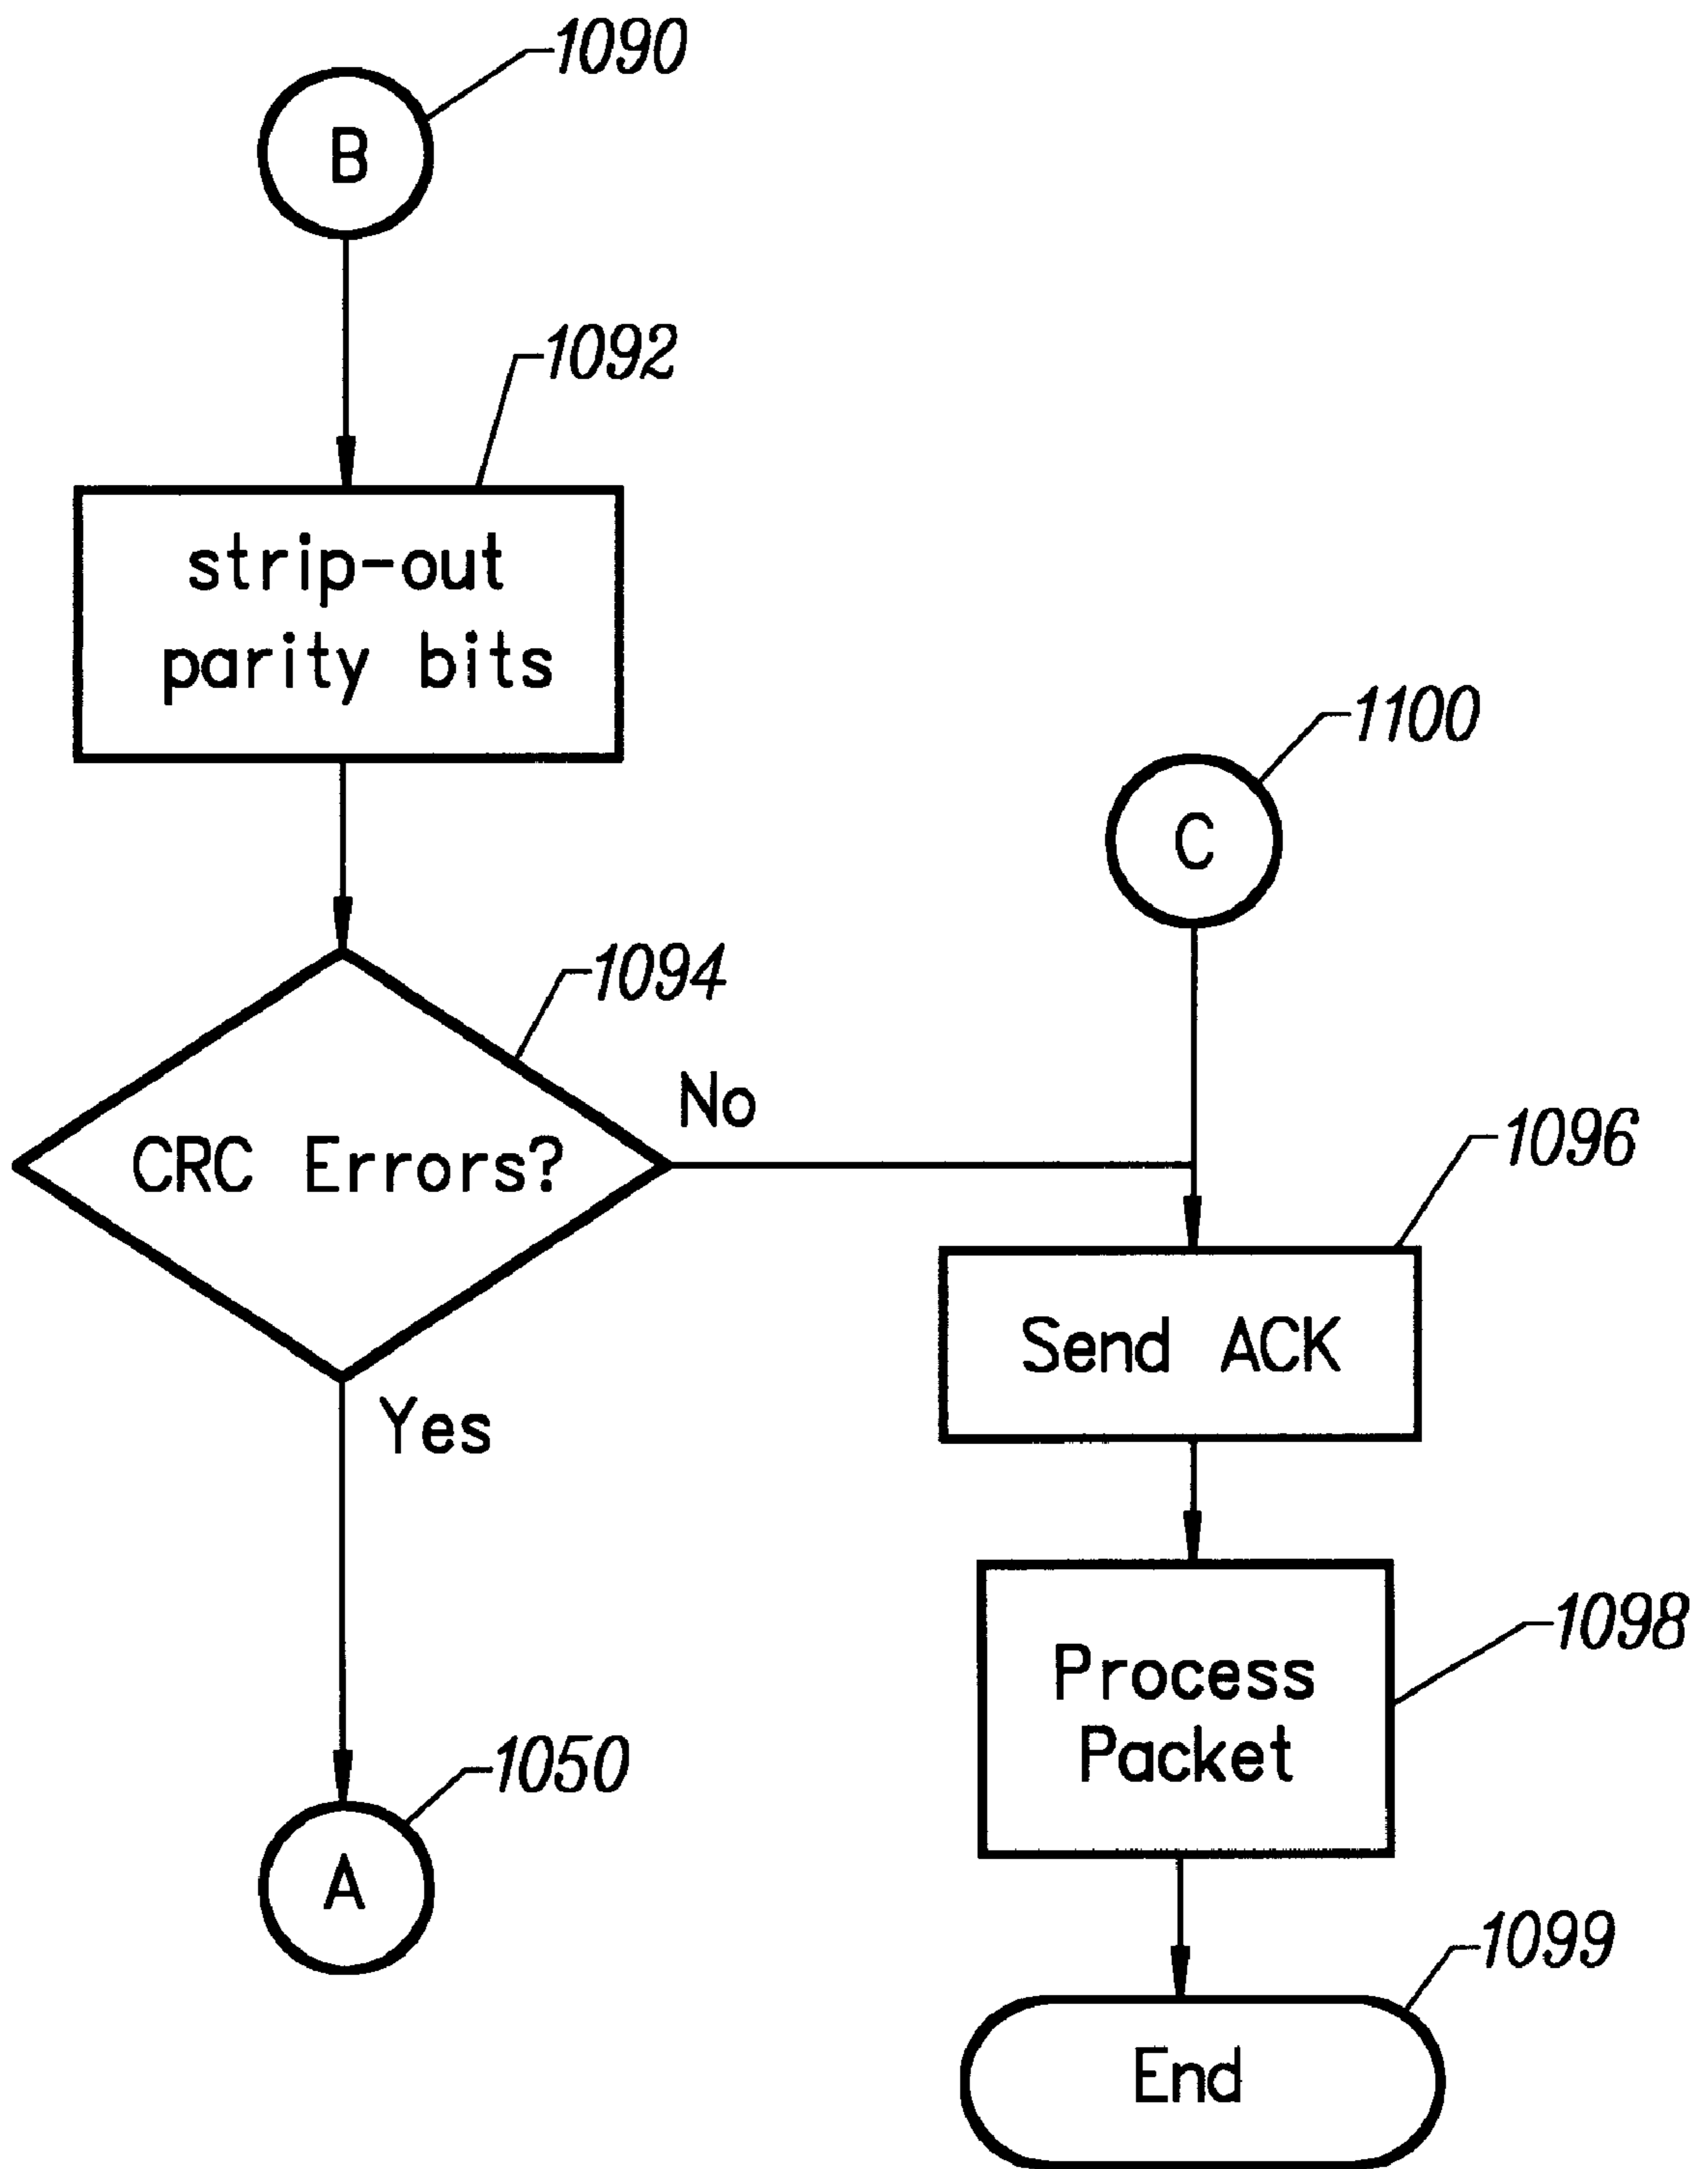 1090
B
1092
strip-out
parity bits
1100
C
1094
No
CRC Errors?
1096
Send ACK
Yes
1098
Process
Packet
1050
A
1099
End